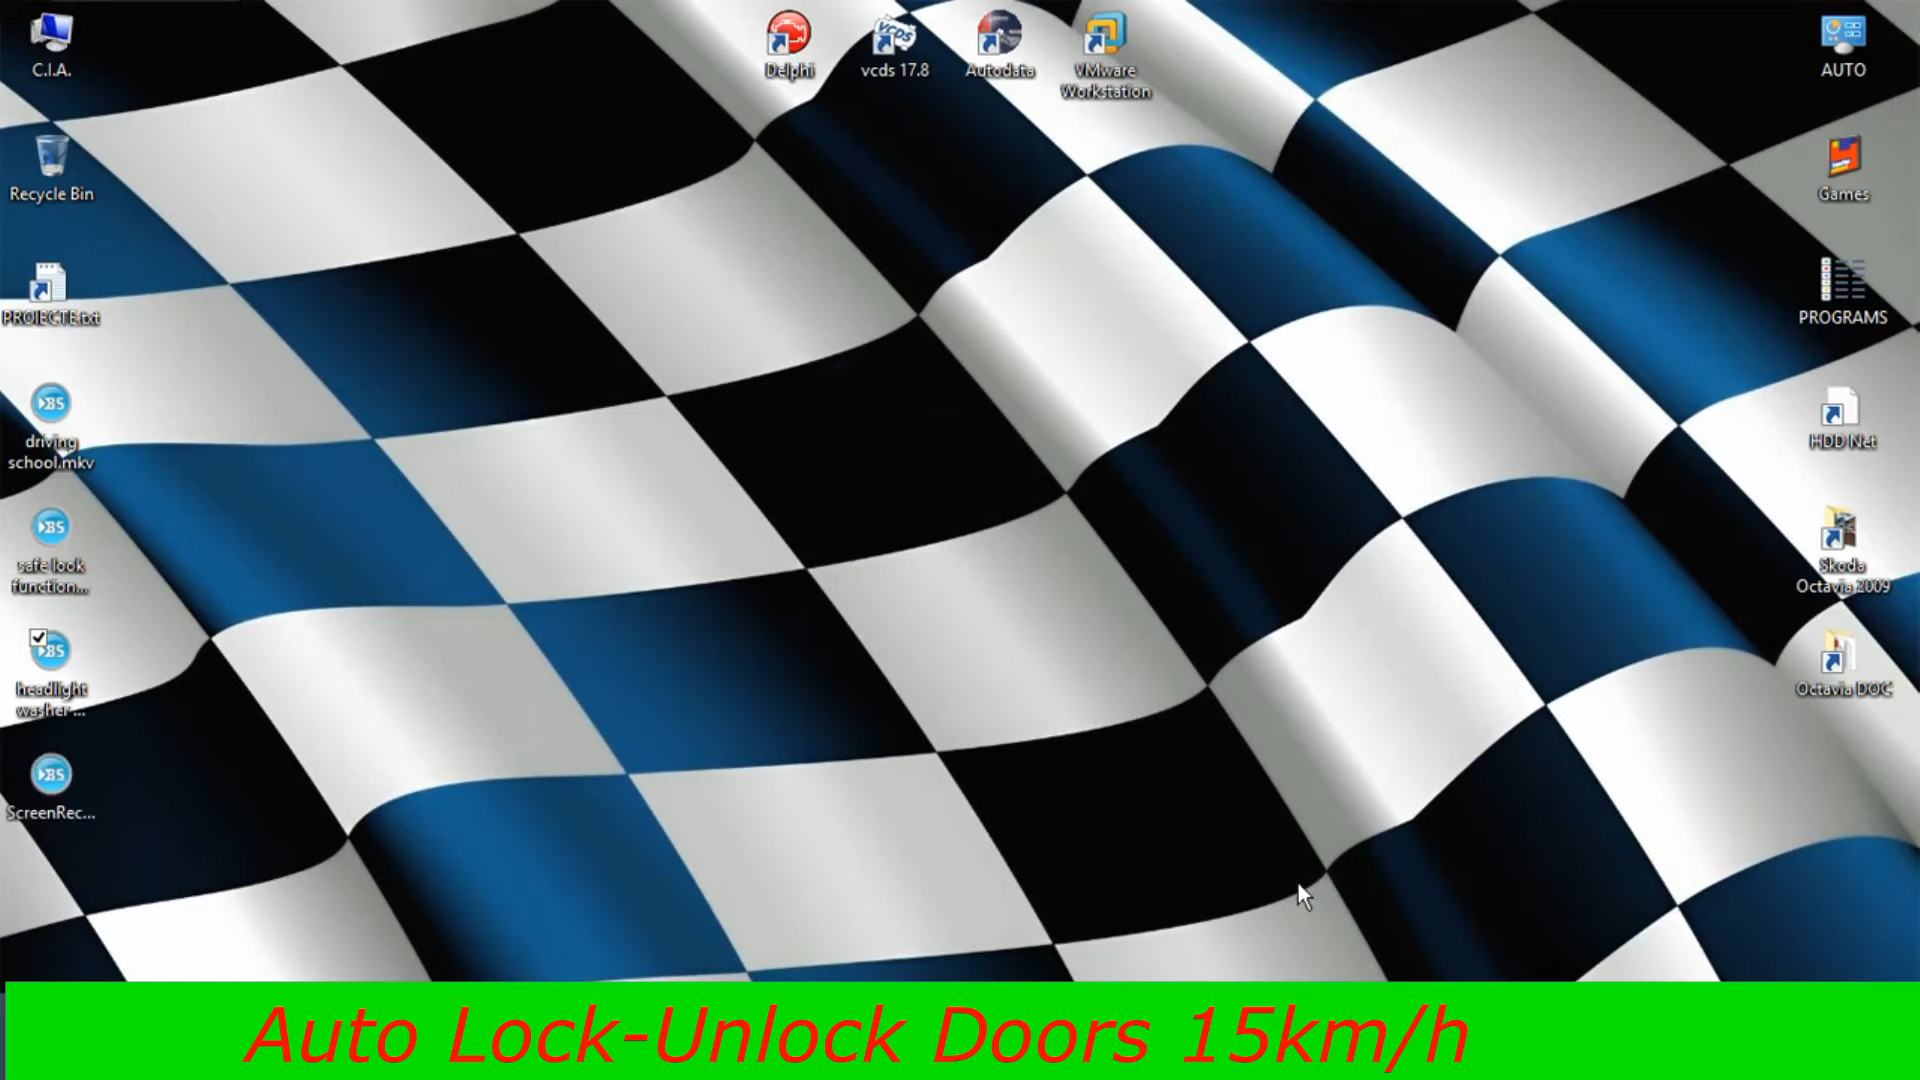 C.I.A.
Delphi
vcds 17.8
Autodata
VMware
Workstation
AUTO
Recycle Bin
Games
PROIECTE.txt
PROGRAMS
driving
school.mkv
HDD Net
safe look
function...
Skoda
Octavia 2009
headlight
washer ...
Octavia DOC
ScreenRec...
Auto Lock-Unlock Doors 15km/h